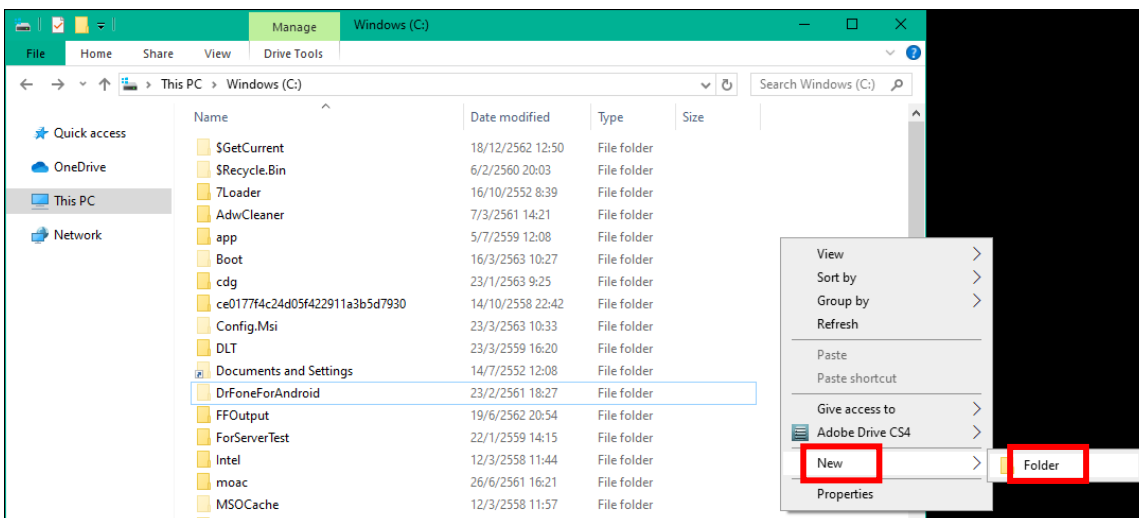 Manage Windows (C:)
File Home Share View Drive Tools
This PC > Windows (C:) Search Windows (C:)
Name Date modified Type Size
Quick access
OneDrive
This PC
Network
$GetCurrent 18/12/2562 12:50 File folder
$Recycle.Bin 6/2/2560 20:03 File folder
7Loader 16/10/2552 8:39 File folder
AdwCleaner 7/3/2561 14:21 File folder
app 5/7/2559 12:08 File folder
Boot 16/3/2563 10:27 File folder
cdg 23/1/2563 9:25 File folder
ce0177f4c24d05f422911a3b5d7930 14/10/2558 22:42 File folder
Config.Msi 23/3/2563 10:33 File folder
DLT 23/3/2559 16:20 File folder
Documents and Settings 14/7/2552 12:08 File folder
DrFoneForAndroid 23/2/2561 18:27 File folder
FFOutput 19/6/2562 20:54 File folder
ForServerTest 22/1/2559 14:15 File folder
Intel 12/3/2558 11:44 File folder
moac 26/6/2561 16:21 File folder
MSOCache 12/3/2558 11:57 File folder
View
Sort by
Group by
Refresh
Paste
Paste shortcut
Give access to
Adobe Drive CS4
New
Folder
Properties